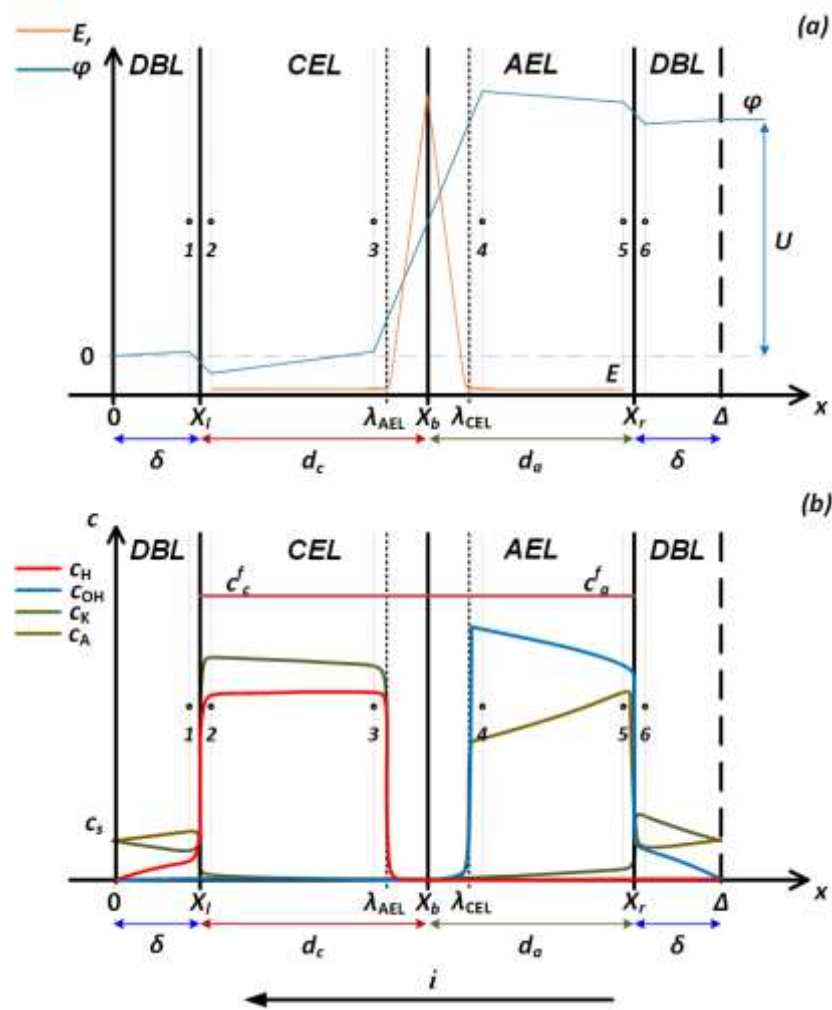 (a)
E, DBL CEL AEL DBL
φ φ
1 2 3 4 5 6 U
0 E
0 X_l λ_AEL X_b λ_CEL X_r Δ x
δ d_c d_a δ
(b)
c DBL CEL AEL DBL
c_H c_c^f c_a^f
c_OH
c_K
c_A
1 2 3 4 5 6
c_s
0 X_l λ_AEL X_b λ_CEL X_r Δ x
δ d_c d_a δ
i